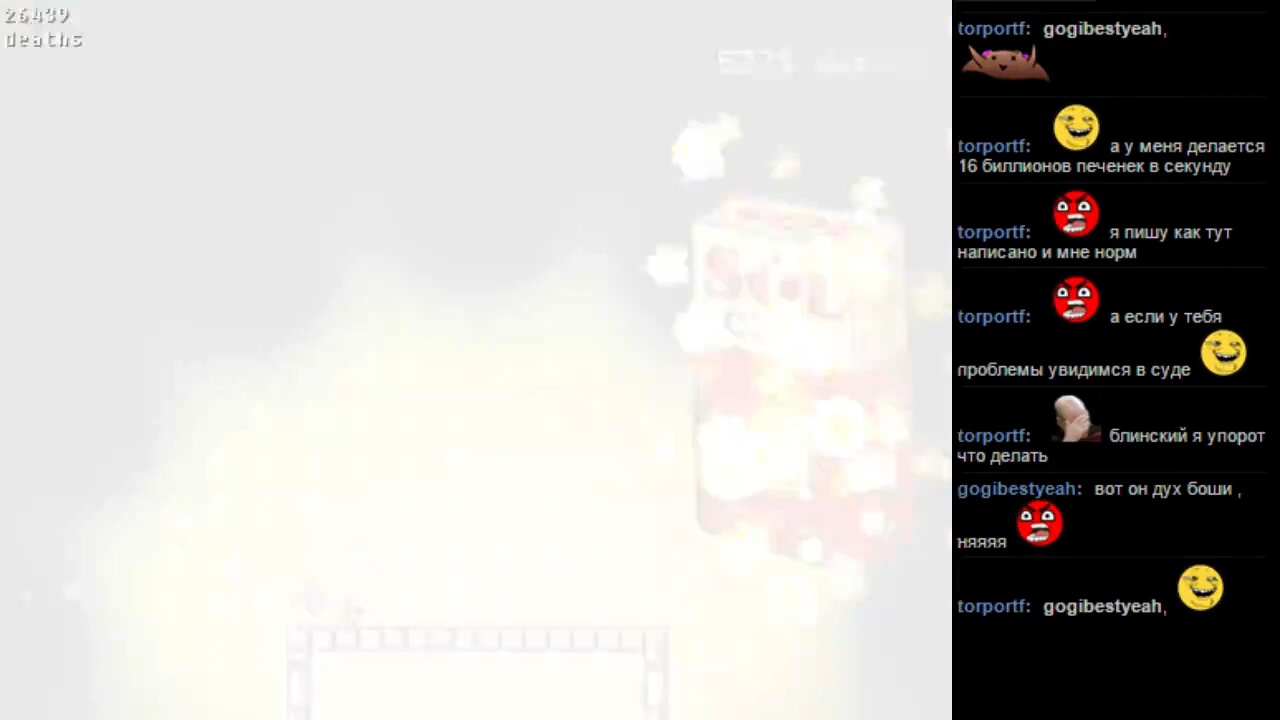 26439
deaths
torportf: gogibestyeah,
torportf: а у меня делается
16 биллионов печенек в секунду
torportf: я пишу как тут
написано и мне норм
torportf: а если у тебя
проблемы увидимся в суде
torportf: блинский я упорот
что делать
gogibestyeah: вот он дух боши ,
няяяя
torportf: gogibestyeah,